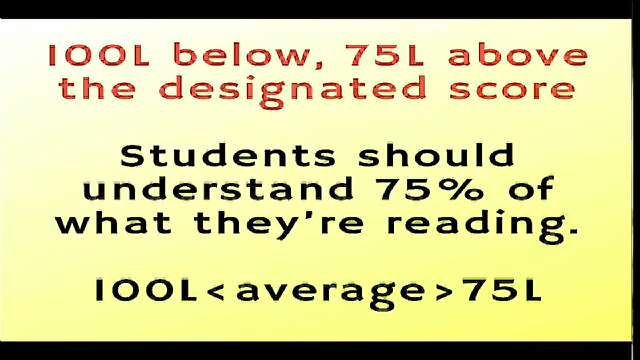 100L below, 75L above
the designated score
Students should
understand 75% of
what they're reading.
100L<average>75L